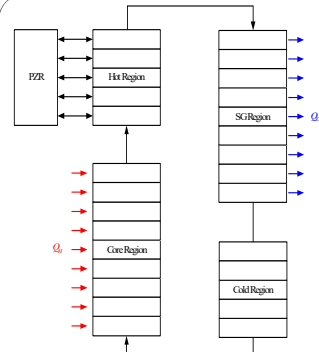 PZR
Hot Region
SG Region
Core Region
Cold Region